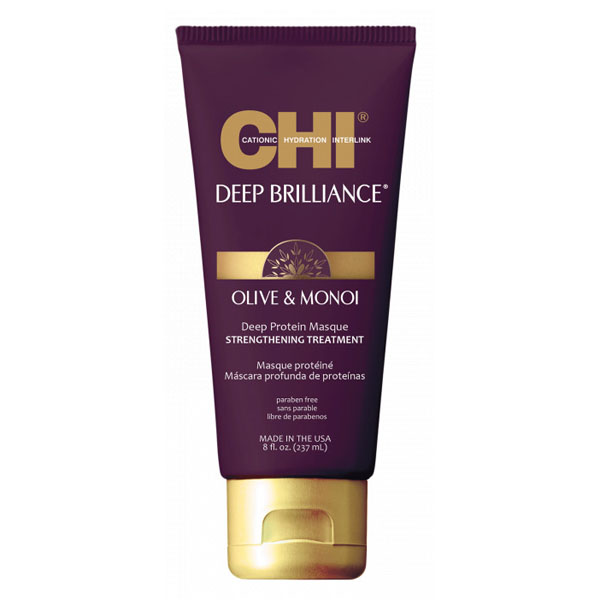 CHI®
CATIONIC HYDRATION INTERLINK
DEEP BRILLIANCE®
OLIVE & MONOI
Deep Protein Masque
STRENGTHENING TREATMENT
Masque protéiné
Máscara profunda de proteínas
paraben free
sans parable
libre de parabenos
MADE IN THE USA
8 fl. oz. (237 mL)